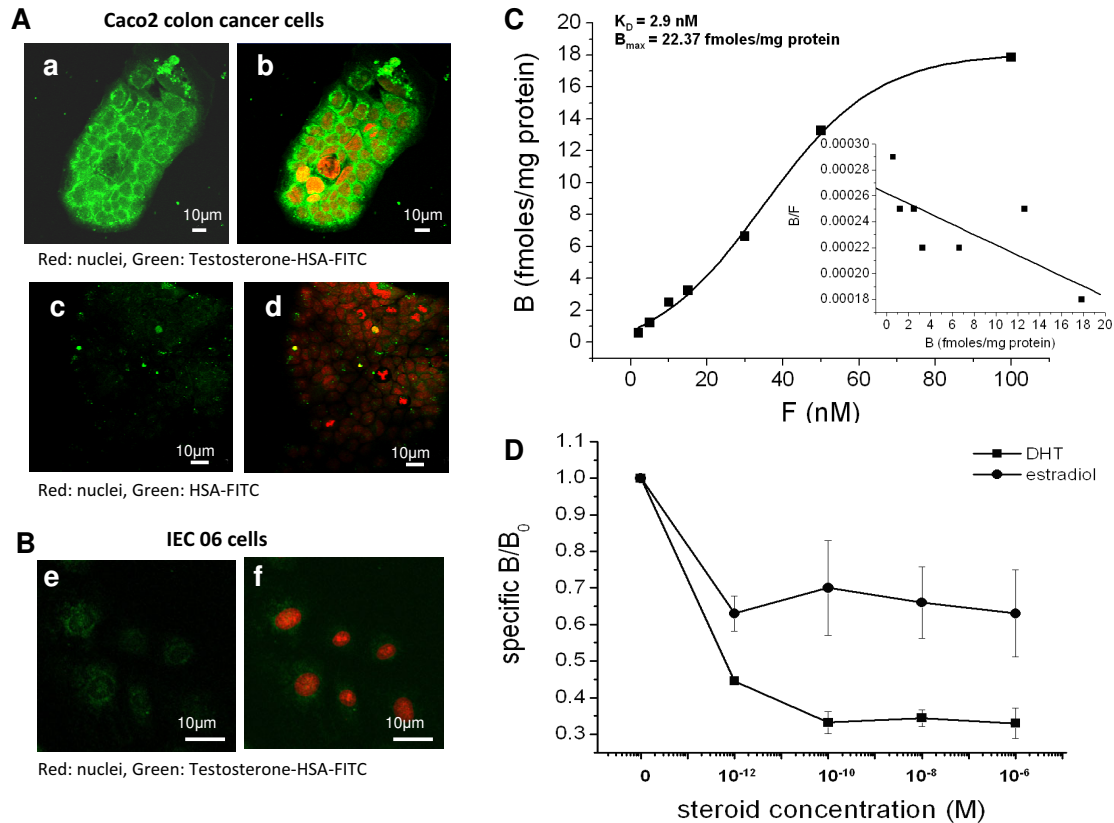 A
Caco2 colon cancer cells
a
10µm
b
10µm
Red: nuclei, Green: Testosterone-HSA-FITC
c
10µm
d
10µm
Red: nuclei, Green: HSA-FITC
B
IEC 06 cells
e
10µm
f
10µm
Red: nuclei, Green: Testosterone-HSA-FITC
C
K_D = 2.9 nM
B_max = 22.37 fmoles/mg protein
B (fmoles/mg protein)
20
18
16
14
12
10
8
6
4
2
0
0 20 40 60 80 100
F (nM)
B/F
0.00030
0.00028
0.00026
0.00024
0.00022
0.00020
0.00018
0 2 4 6 8 10 12 14 16 18 20
B (fmoles/mg protein)
D
DHT
estradiol
specific B/B_0
1.1
1.0
0.9
0.8
0.7
0.6
0.5
0.4
0.3
0 10^-12 10^-10 10^-8 10^-6
steroid concentration (M)